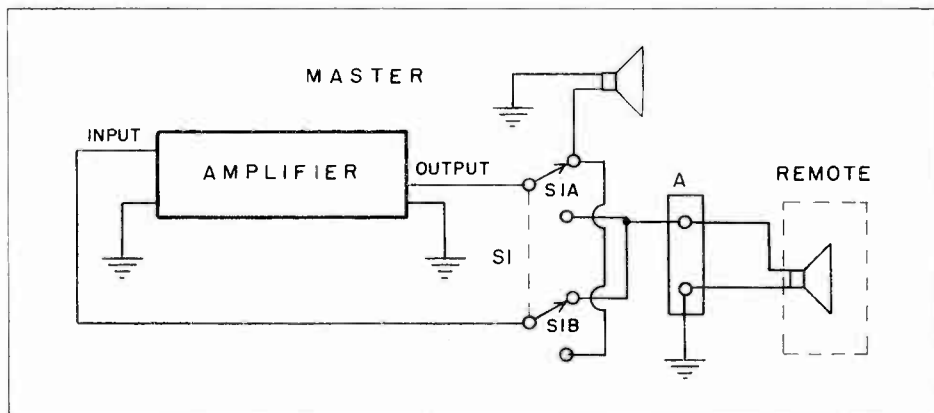 MASTER
INPUT
AMPLIFIER
OUTPUT
S1A
A
REMOTE
S1
S1B